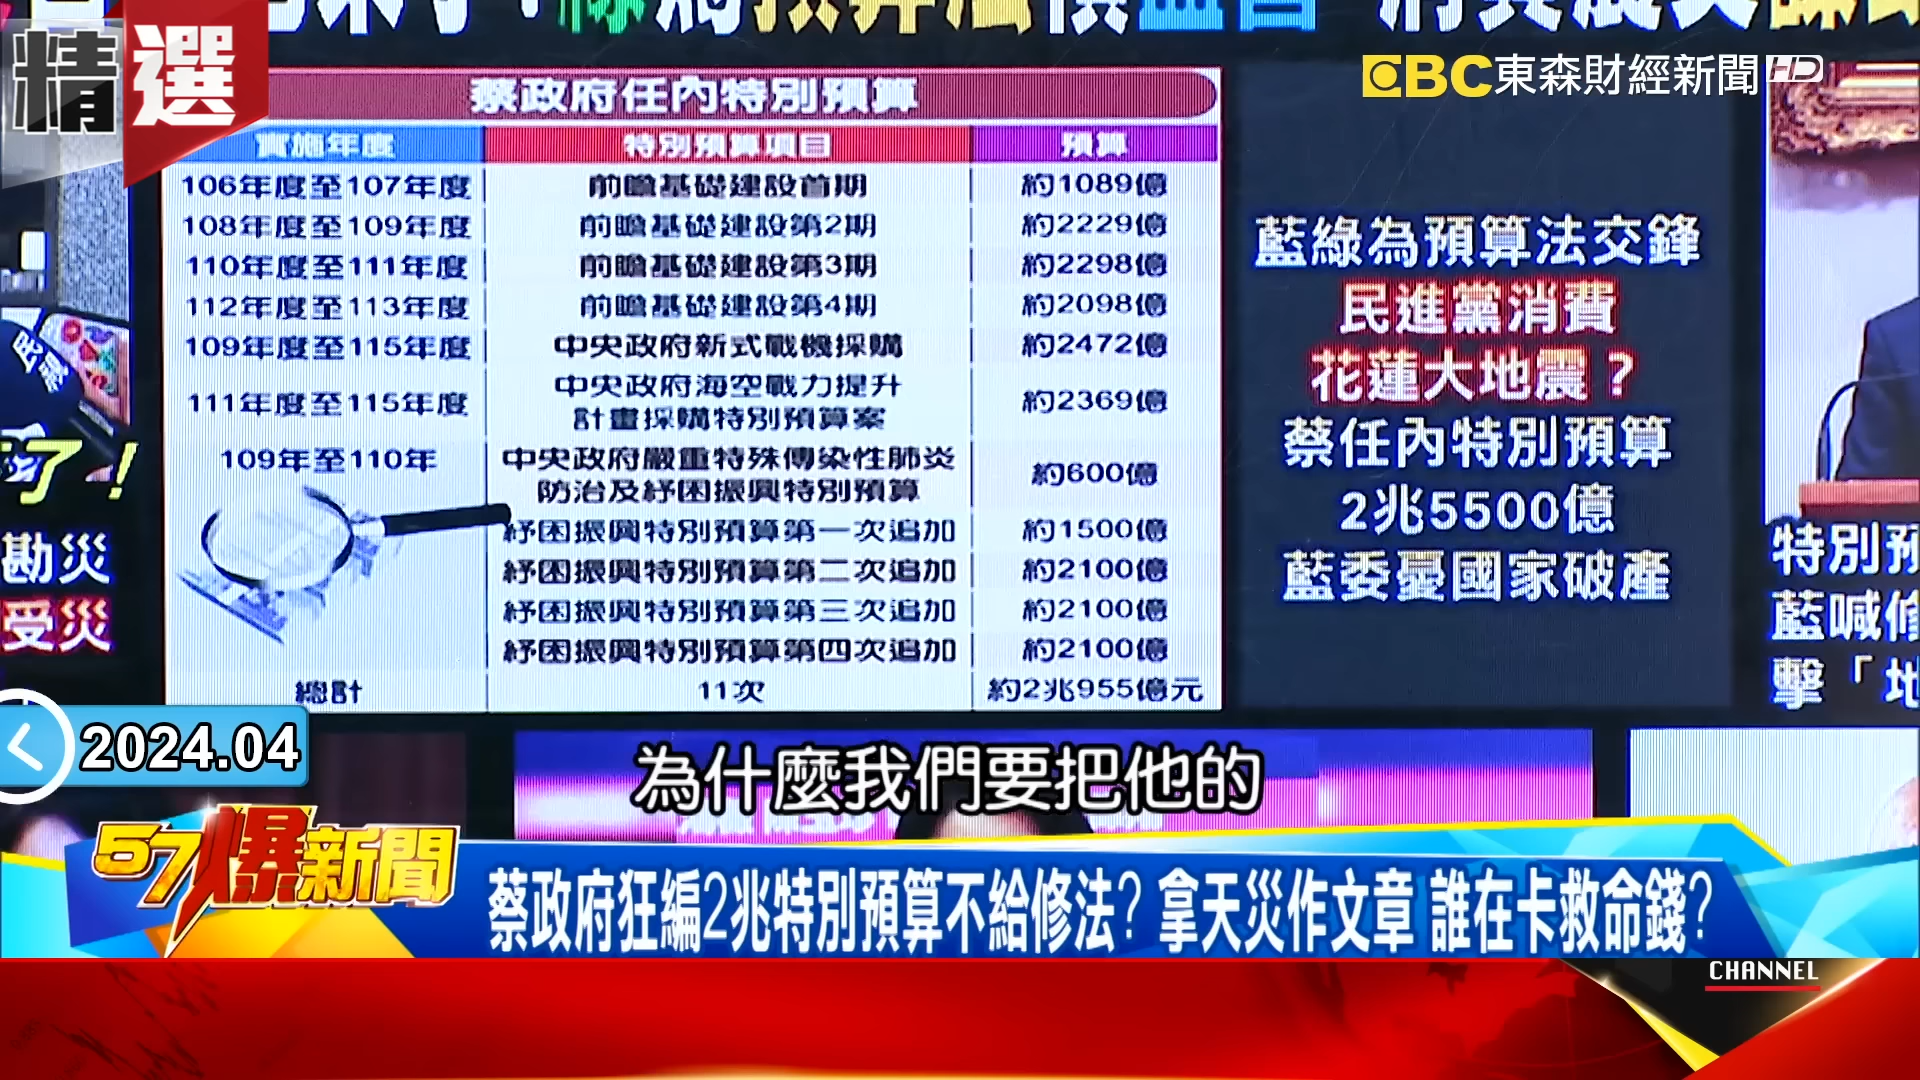 綠為預算法槓藍營
精選
EBC東森財經新聞HD
蔡政府任內特別預算
實施年度 特別預算項目 預算
106年度至107年度 前瞻基礎建設首期 約1089億
108年度至109年度 前瞻基礎建設第2期 約2229億
110年度至111年度 前瞻基礎建設第3期 約2298億
112年度至113年度 前瞻基礎建設第4期 約2098億
109年度至115年度 中央政府新式戰機採購 約2472億
111年度至115年度 中央政府海空戰力提升
計畫採購特別預算案 約2369億
109年至110年 中央政府嚴重特殊傳染性肺炎
防治及紓困振興特別預算 約600億
紓困振興特別預算第一次追加 約1500億
紓困振興特別預算第二次追加 約2100億
紓困振興特別預算第三次追加 約2100億
紓困振興特別預算第四次追加 約2100億
總計 11次 約2兆955億元
藍綠為預算法交鋒
民進黨消費
花蓮大地震？
蔡任內特別預算
2兆5500億
藍委憂國家破產
了！
勘災
受災
特別預
藍喊修
擊「地
2024.04
為什麼我們要把他的
57爆新聞
蔡政府狂編2兆特別預算不給修法? 拿天災作文章 誰在卡救命錢?
CHANNEL